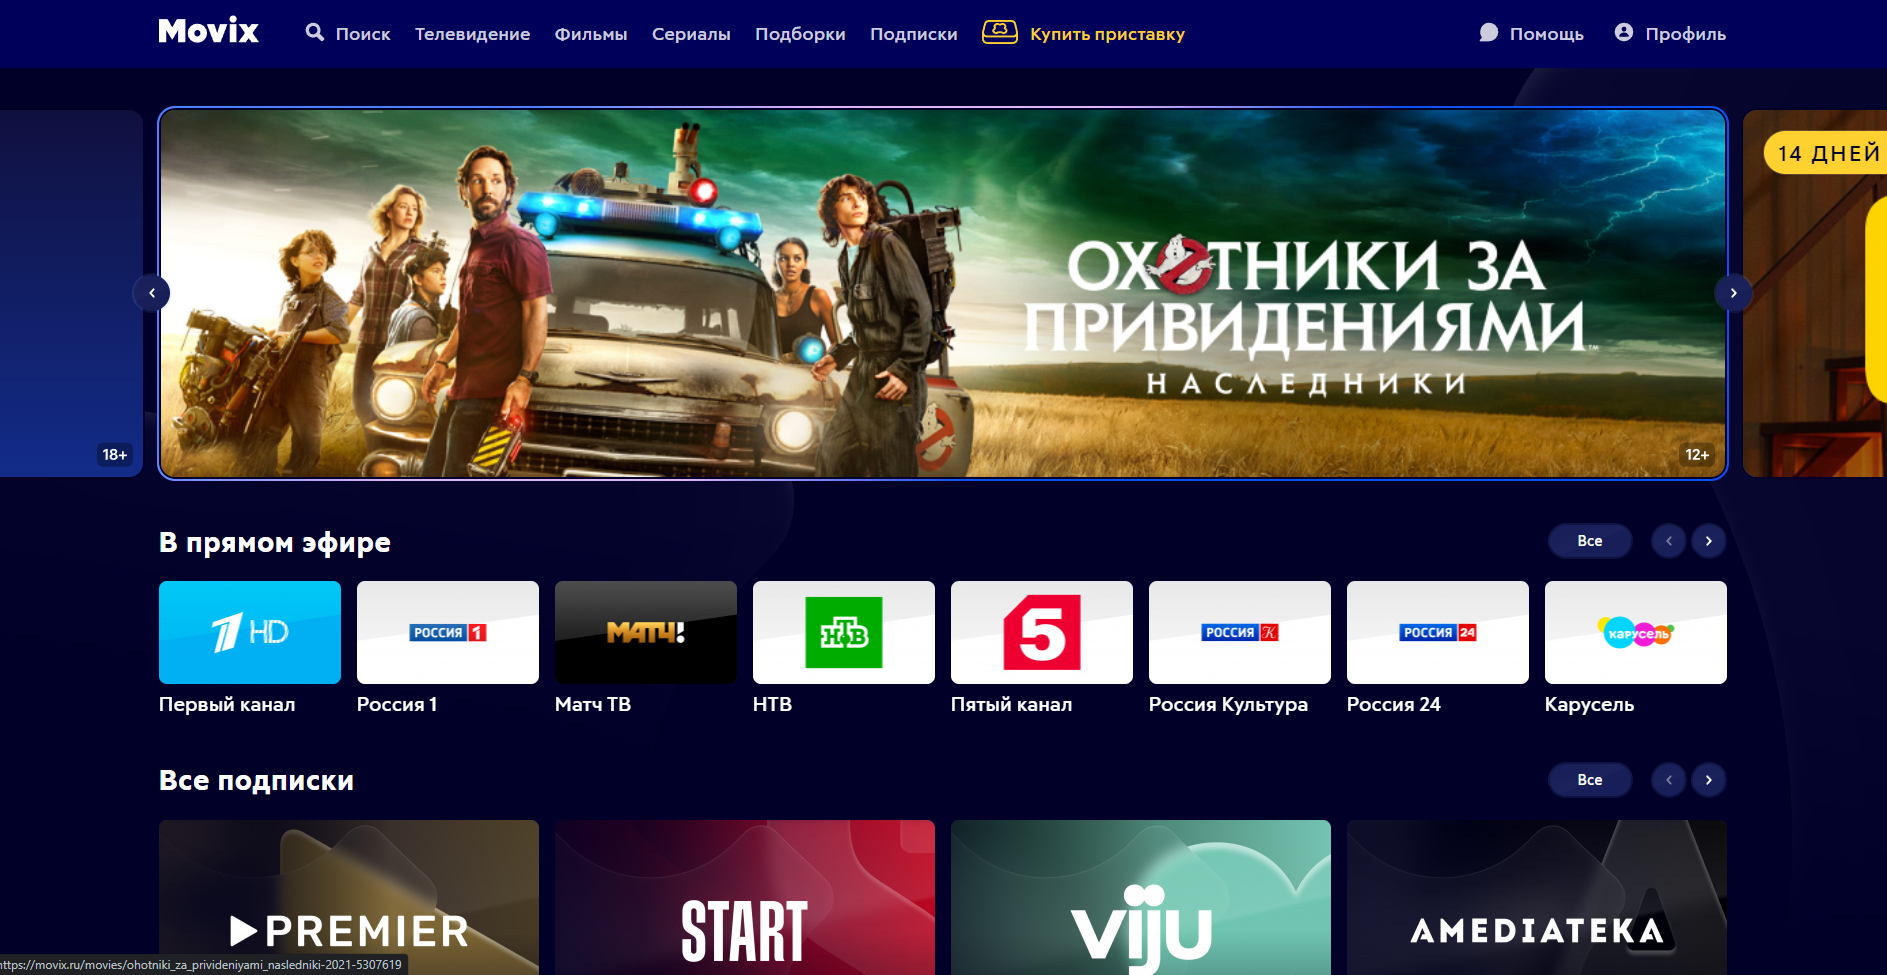 Movix
Поиск
Телевидение
Фильмы
Сериалы
Подборки
Подписки
Купить приставку
Помощь
Профиль
18+
ОХОТНИКИ ЗА
ПРИВИДЕНИЯМИ
НАСЛЕДНИКИ
12+
14 ДНЕЙ
В прямом эфире
Все
1 HD
РОССИЯ 1
МАТЧ!
НТВ
5
РОССИЯ К
РОССИЯ 24
карусель
Первый канал
Россия 1
Матч ТВ
НТВ
Пятый канал
Россия Культура
Россия 24
Карусель
Все подписки
Все
PREMIER
START
viju
AMEDIATEKA
https://movix.ru/movies/ohotniki_za_privideniyami_nasledniki-2021-5307619